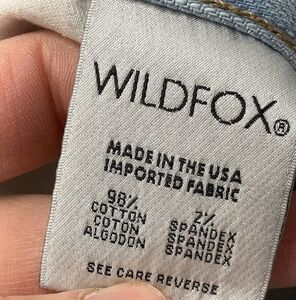 WILDFOX®
MADE IN THE USA
IMPORTED FABRIC
98% 2%
COTTON SPANDEX
COTON SPANDEX
ALGODON SPANDEX
SEE CARE REVERSE